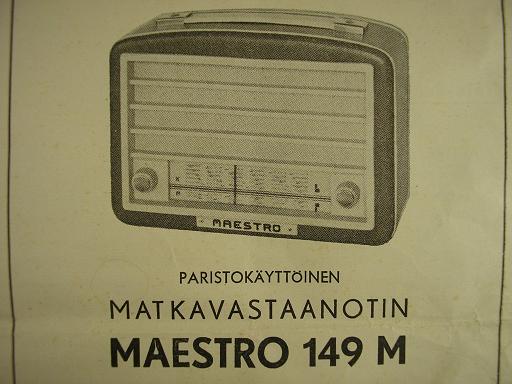 MAESTRO
PARISTOKÄYTTÖINEN
MATKAVASTAANOTIN
MAESTRO 149 M